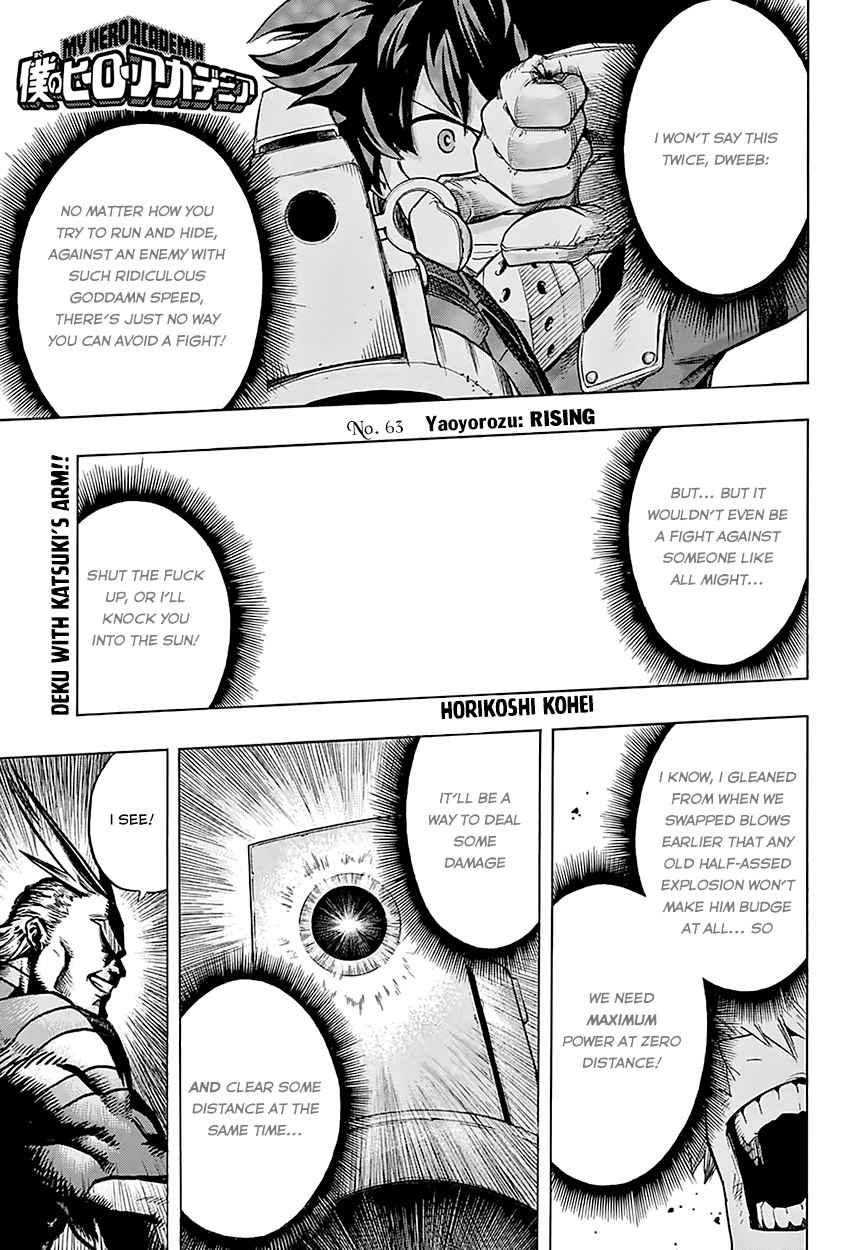 MY HERO ACADEMIA
僕のヒーローアカデミア
I WON'T SAY THIS
TWICE, DWEEB:
NO MATTER HOW YOU
TRY TO RUN AND HIDE,
AGAINST AN ENEMY WITH
SUCH RIDICULOUS
GODDAMN SPEED,
THERE'S JUST NO WAY
YOU CAN AVOID A FIGHT!
No. 63 Yaoyorozu: RISING
DEKU WITH KATSUKI'S ARM!!
BUT... BUT IT
WOULDN'T EVEN BE
A FIGHT AGAINST
SOMEONE LIKE
ALL MIGHT...
SHUT THE FUCK
UP, OR I'LL
KNOCK YOU
INTO THE SUN!
HORIKOSHI KOHEI
I KNOW, I GLEANED
FROM WHEN WE
SWAPPED BLOWS
EARLIER THAT ANY
OLD HALF-ASSED
EXPLOSION WON'T
MAKE HIM BUDGE
AT ALL... SO
WE NEED
MAXIMUM
POWER AT ZERO
DISTANCE!
IT'LL BE A
WAY TO DEAL
SOME
DAMAGE
AND CLEAR SOME
DISTANCE AT THE
SAME TIME...
I SEE!